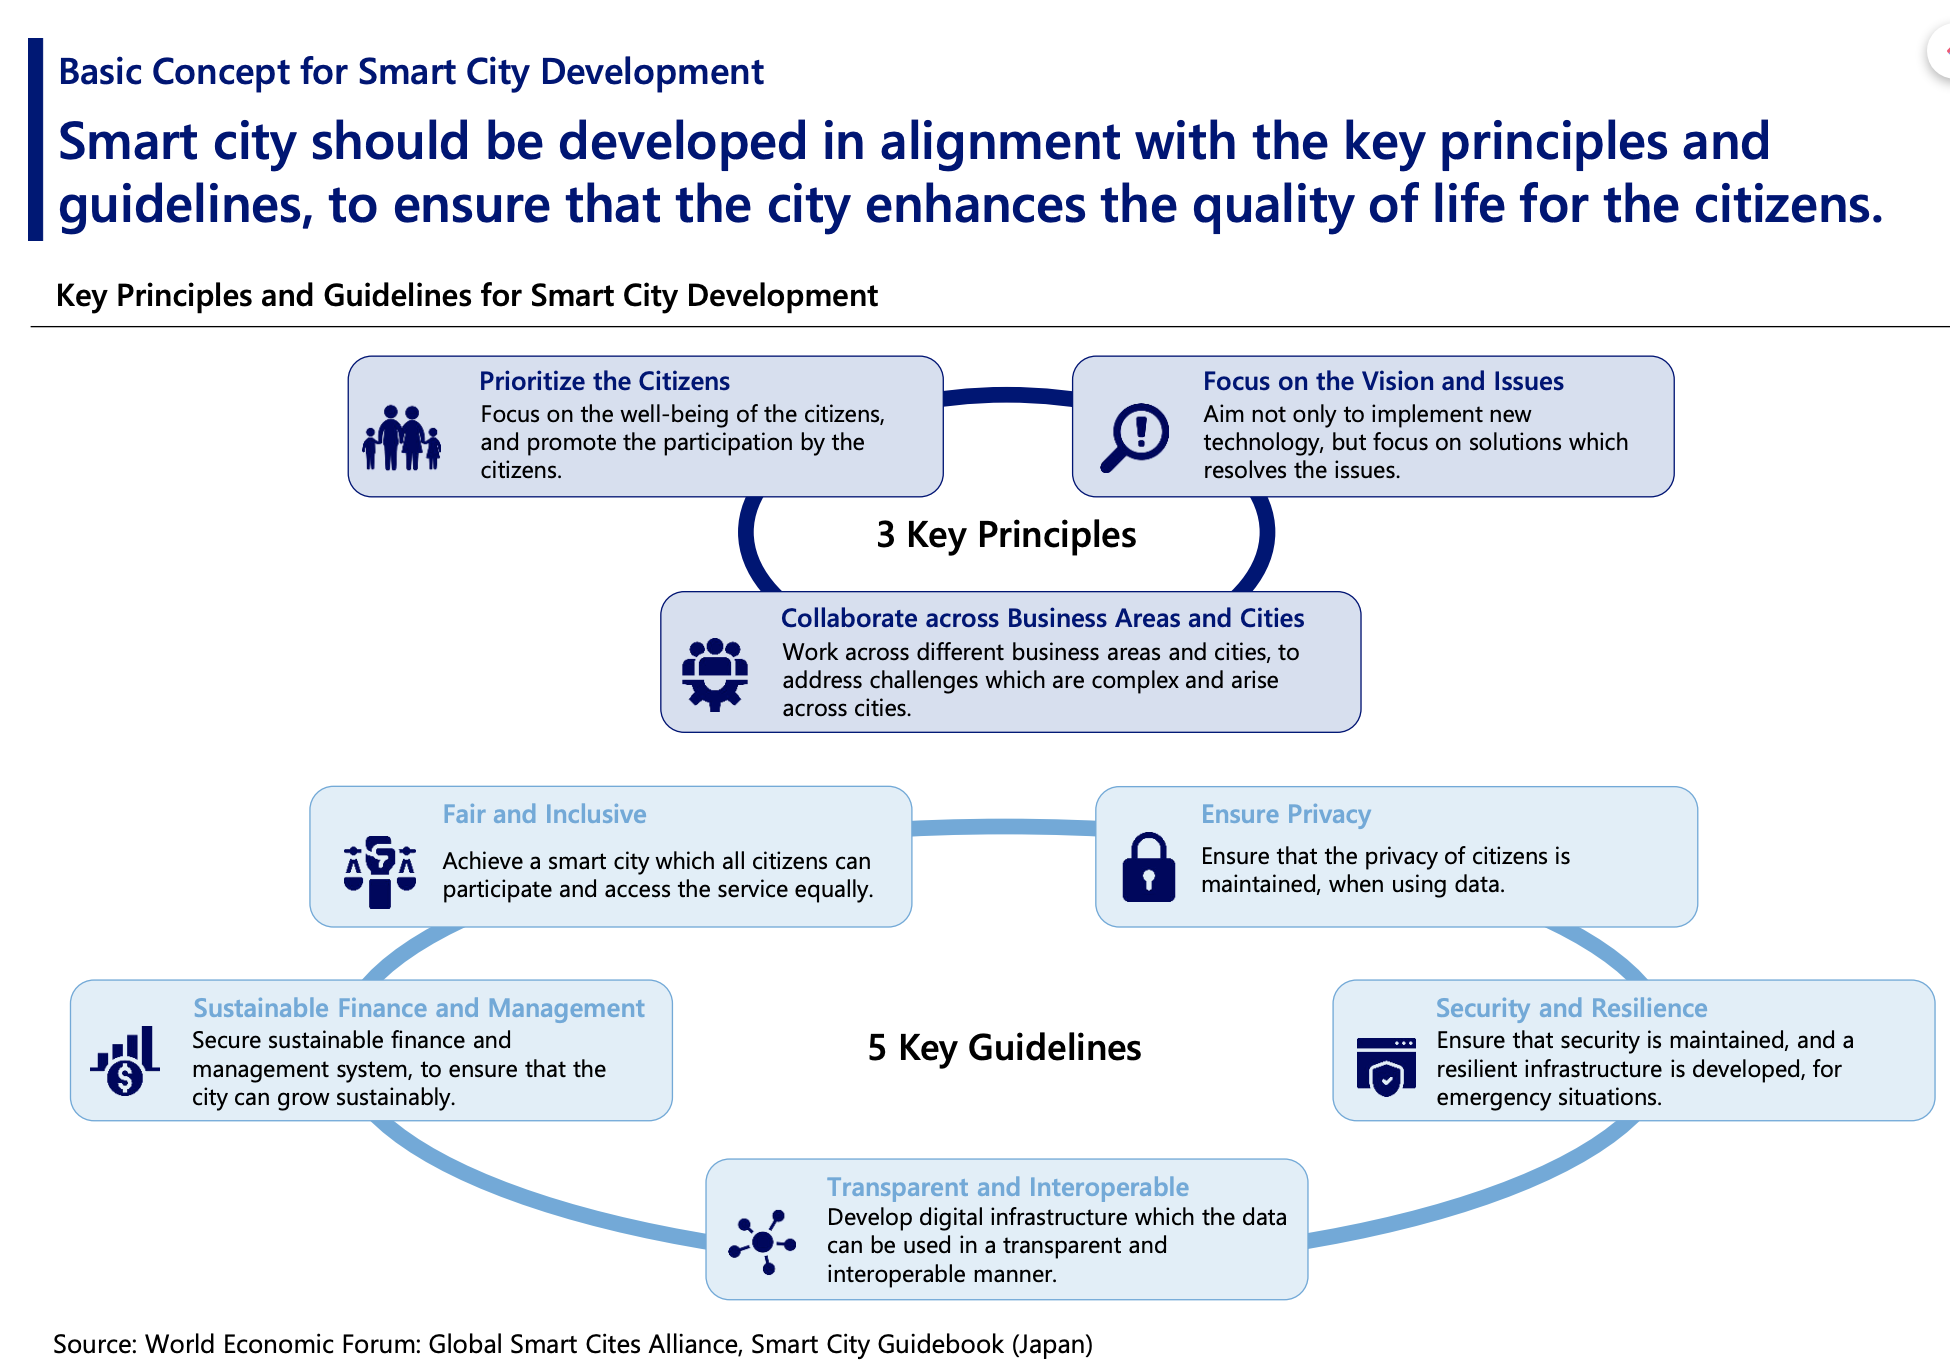 Basic Concept for Smart City Development
Smart city should be developed in alignment with the key principles and
guidelines, to ensure that the city enhances the quality of life for the citizens.
Key Principles and Guidelines for Smart City Development
Prioritize the Citizens
Focus on the well-being of the citizens,
and promote the participation by the
citizens.
Focus on the Vision and Issues
Aim not only to implement new
technology, but focus on solutions which
resolves the issues.
3 Key Principles
Collaborate across Business Areas and Cities
Work across different business areas and cities, to
address challenges which are complex and arise
across cities.
Fair and Inclusive
Achieve a smart city which all citizens can
participate and access the service equally.
Ensure Privacy
Ensure that the privacy of citizens is
maintained, when using data.
Sustainable Finance and Management
Secure sustainable finance and
management system, to ensure that the
city can grow sustainably.
5 Key Guidelines
Security and Resilience
Ensure that security is maintained, and a
resilient infrastructure is developed, for
emergency situations.
Transparent and Interoperable
Develop digital infrastructure which the data
can be used in a transparent and
interoperable manner.
Source: World Economic Forum: Global Smart Cites Alliance, Smart City Guidebook (Japan)